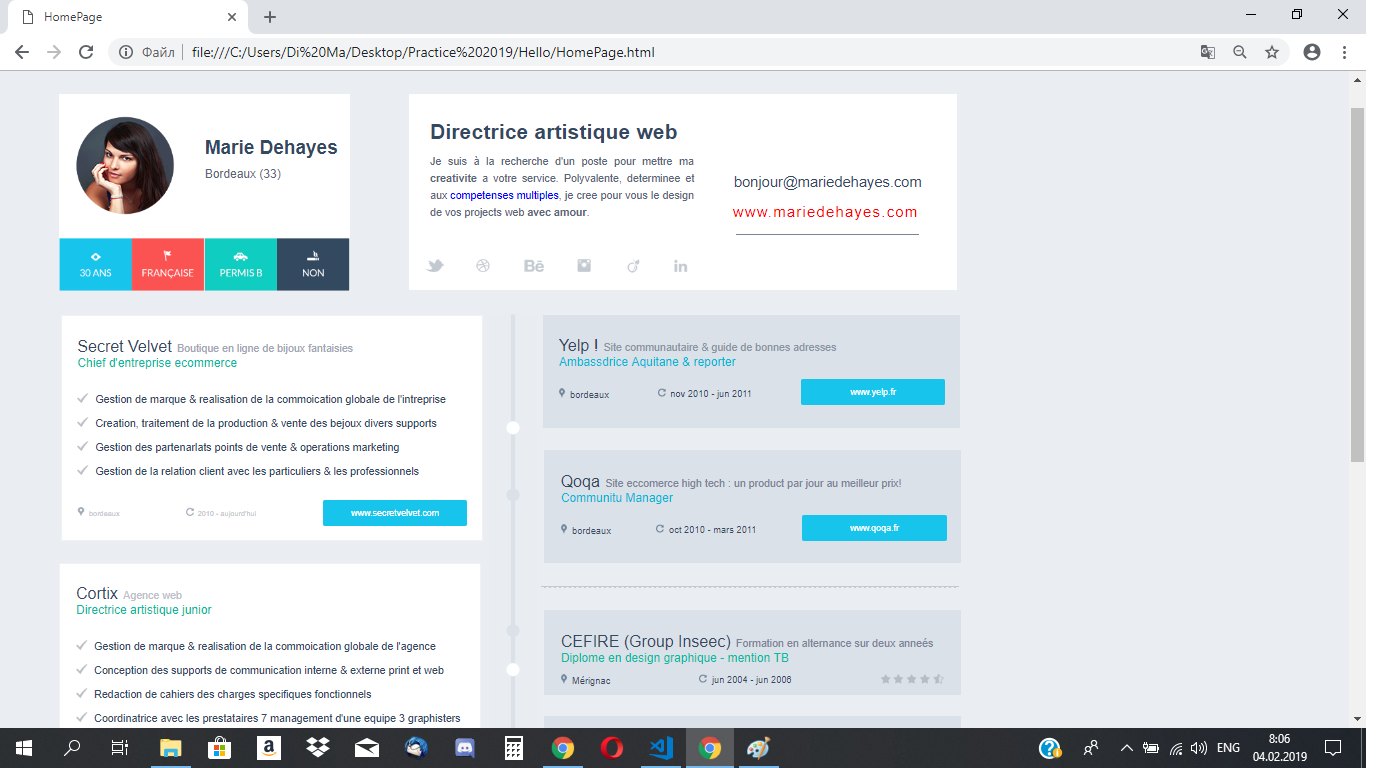 HomePage
Файл
file:///C:/Users/Di%20Ma/Desktop/Practice%202019/Hello/HomePage.html
Marie Dehayes
Bordeaux (33)
30 ANS
FRANÇAISE
PERMIS B
NON
Directrice artistique web
Je suis à la recherche d'un poste pour mettre ma
creativite a votre service. Polyvalente, determinee et
aux competenses multiples, je cree pour vous le design
de vos projects web avec amour.
bonjour@mariedehayes.com
www.mariedehayes.com
Bē
in
Secret Velvet Boutique en ligne de bijoux fantaisies
Chief d'entreprise ecommerce
Gestion de marque & realisation de la commoication globale de l'intreprise
Creation, traitement de la production & vente des bejoux divers supports
Gestion des partenarlats points de vente & operations marketing
Gestion de la relation client avec les particuliers & les professionnels
bordeaux
2010 - aujourd'hui
www.secretvelvet.com
Cortix Agence web
Directrice artistique junior
Gestion de marque & realisation de la commoication globale de l'agence
Conception des supports de communication interne & externe print et web
Redaction de cahiers des charges specifiques fonctionnels
Coordinatrice avec les prestataires 7 management d'une equipe 3 graphisters
Yelp ! Site communautaire & guide de bonnes adresses
Ambassdrice Aquitane & reporter
bordeaux
nov 2010 - jun 2011
www.yelp.fr
Qoqa Site eccomerce high tech : un product par jour au meilleur prix!
Communitu Manager
bordeaux
oct 2010 - mars 2011
www.qoqa.fr
CEFIRE (Group Inseec) Formation en alternance sur deux anneés
Diplome en design graphique - mention TB
Mérignac
jun 2004 - jun 2006
ENG
8:06
04.02.2019